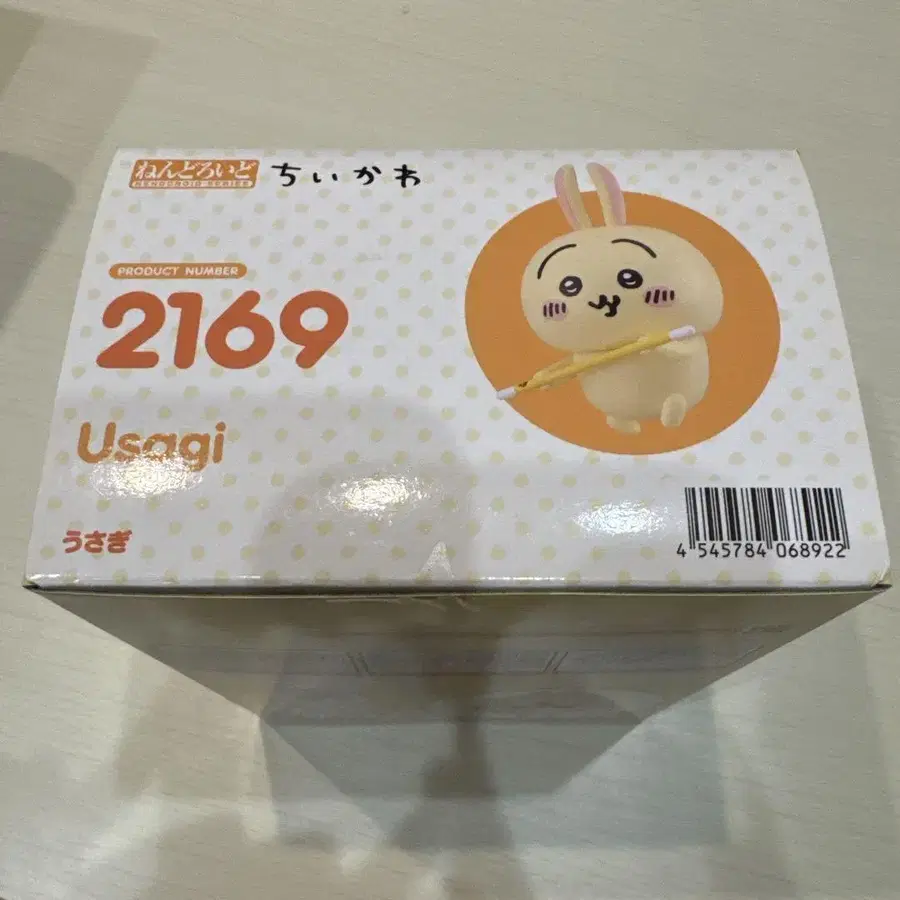 ねんどろいど
NENDOROID SERIES
ちいかわ
PRODUCT NUMBER
2169
Usagi
うさぎ
4 545784 068922